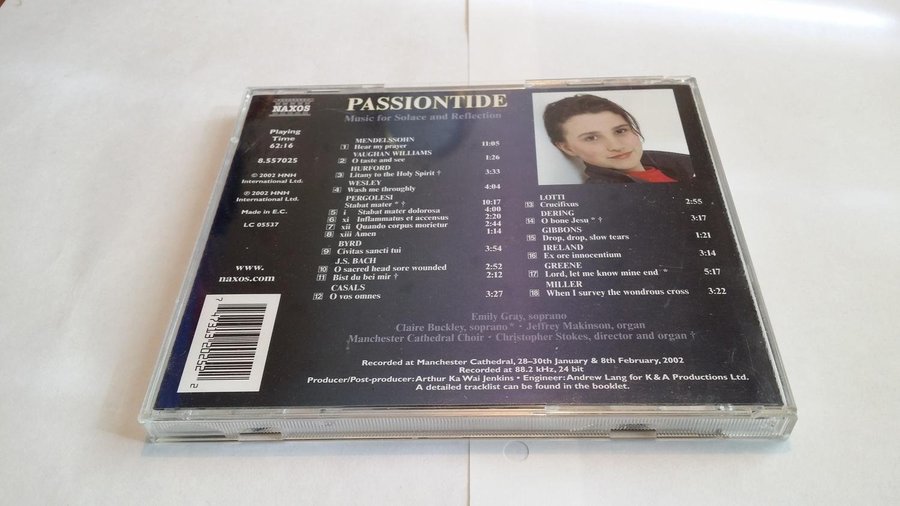 NAXOS
Playing
Time
62:16
8.557025
℗ 2002 HNH
International Ltd.
© 2002 HNH
International Ltd.
Made in E.C.
LC 05537
www.
naxos.com
7 47313 20252 2
PASSIONTIDE
Music for Solace and Reflection
MENDELSSOHN
1 Hear my prayer 11:05
VAUGHAN WILLIAMS
2 O taste and see 1:26
HURFORD
3 Litany to the Holy Spirit † 3:33
WESLEY
4 Wash me throughly 4:04
PERGOLESI
Stabat mater * † 10:17
5 i Stabat mater dolorosa 4:00
6 xi Inflammatus et accensus 2:20
7 xii Quando corpus morietur 2:44
8 xiii Amen 1:14
BYRD
9 Civitas sancti tui 3:54
J.S. BACH
10 O sacred head sore wounded 2:52
11 Bist du bei mir † 2:12
CASALS
12 O vos omnes 3:27
LOTTI
13 Crucifixus 2:55
DERING
14 O bone Jesu * † 3:17
GIBBONS
15 Drop, drop, slow tears 1:21
IRELAND
16 Ex ore innocentium 3:14
GREENE
17 Lord, let me know mine end * 5:17
MILLER
18 When I survey the wondrous cross 3:22
Emily Gray, soprano
Claire Buckley, soprano * • Jeffrey Makinson, organ
Manchester Cathedral Choir • Christopher Stokes, director and organ †
Recorded at Manchester Cathedral, 28–30th January & 8th February, 2002
Recorded at 88.2 kHz, 24 bit
Producer/Post-producer: Arthur Ka Wai Jenkins • Engineer: Andrew Lang for K & A Productions Ltd.
A detailed tracklist can be found in the booklet.